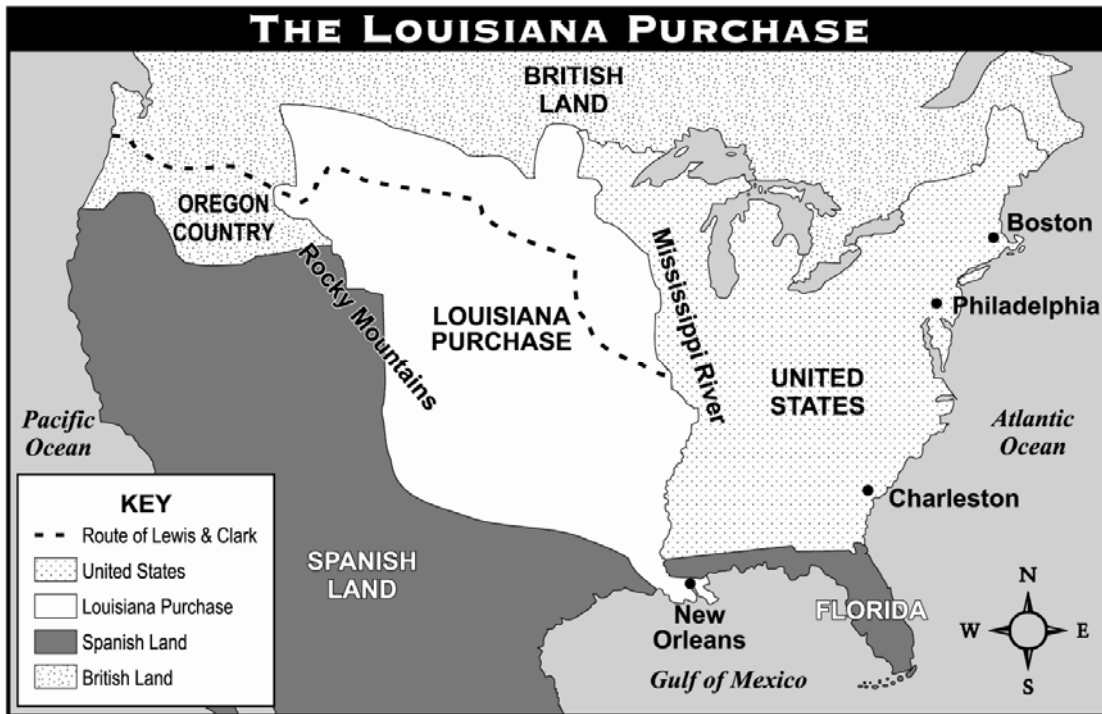 THE LOUISIANA PURCHASE
BRITISH
LAND
OREGON
COUNTRY
Rocky Mountains
LOUISIANA
PURCHASE
Mississippi River
UNITED
STATES
Boston
Philadelphia
Charleston
Pacific
Ocean
Atlantic
Ocean
SPANISH
LAND
New
Orleans
FLORIDA
Gulf of Mexico
N
W E
S
KEY
Route of Lewis & Clark
United States
Louisiana Purchase
Spanish Land
British Land